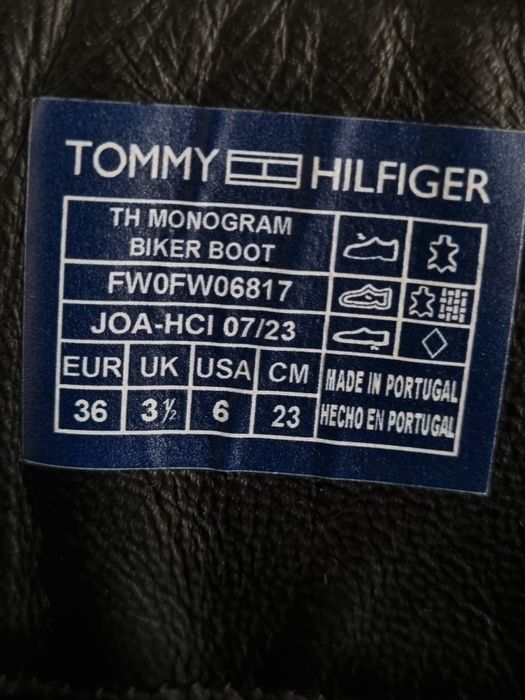 TOMMY HILFIGER
TH MONOGRAM
BIKER BOOT
FW0FW06817
JOA-HCI 07/23
EUR UK USA CM
36 3½ 6 23
MADE IN PORTUGAL
HECHO EN PORTUGAL